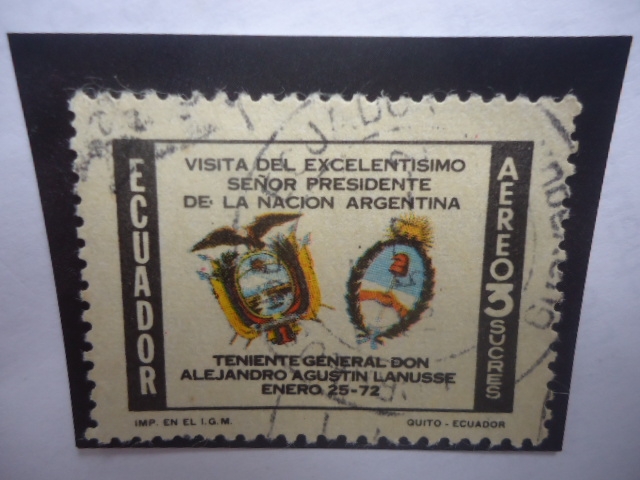 VISITA DEL EXCELENTISIMO
SEÑOR PRESIDENTE
DE LA NACION ARGENTINA
ECUADOR
AEREO 3 SUCRES
TENIENTE GENERAL DON
ALEJANDRO AGUSTIN LANUSSE
ENERO 25-72
IMP. EN EL I.G.M.
QUITO - ECUADOR